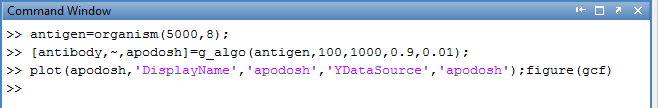 Command Window
>> antigen=organism(5000,8);
>> [antibody,~,apodosh]=g_algo(antigen,100,1000,0.9,0.01);
>> plot(apodosh,'DisplayName','apodosh','YDataSource','apodosh');figure(gcf)
>>